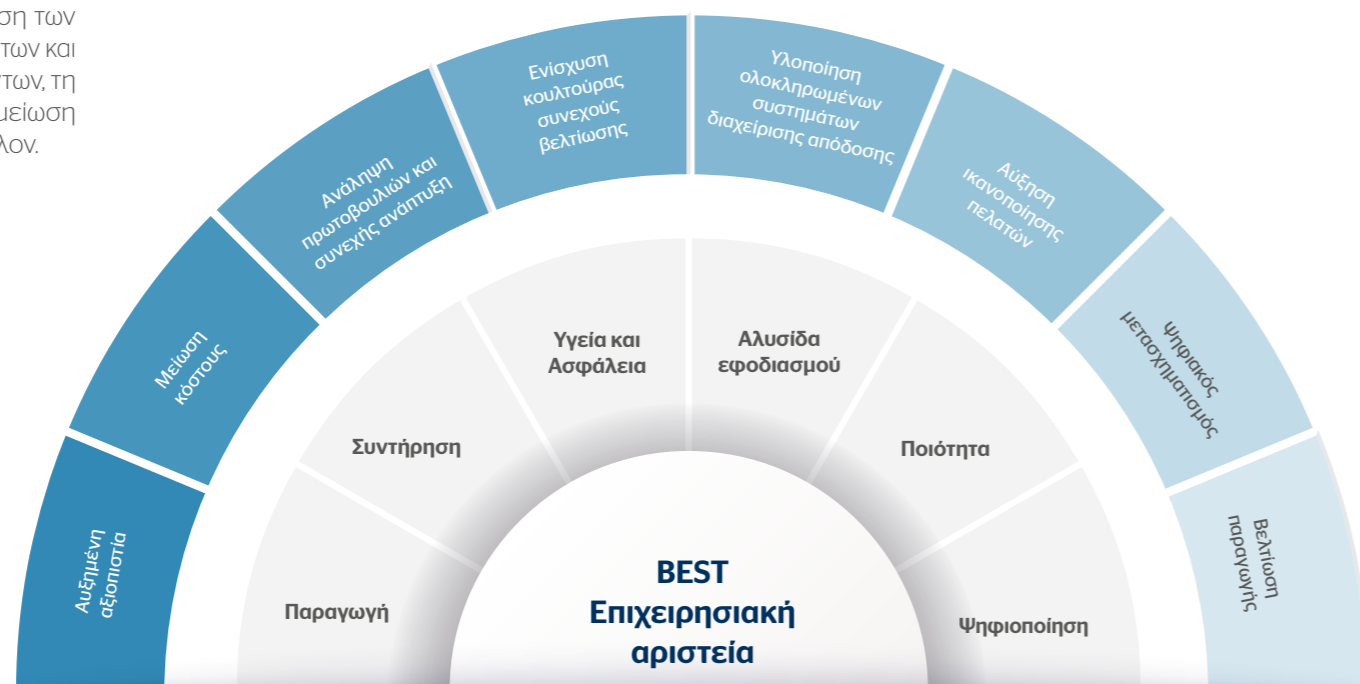 ση των
των και
ντων, τη
μείωση
λον.
Αυξημένη
αξιοπιστία
Μείωση
κόστους
Ανάληψη
πρωτοβουλιών και
συνεχής ανάπτυξη
Ενίσχυση
κουλτούρας
συνεχούς
βελτίωσης
Υλοποίηση
ολοκληρωμένων
συστημάτων
διαχείρισης απόδοσης
Αύξηση
ικανοποίησης
πελατών
Ψηφιακός
μετασχηματισμός
Βελτίωση
παραγωγής
Παραγωγή
Συντήρηση
Υγεία και
Ασφάλεια
Αλυσίδα
εφοδιασμού
Ποιότητα
Ψηφιοποίηση
BEST
Επιχειρησιακή
αριστεία